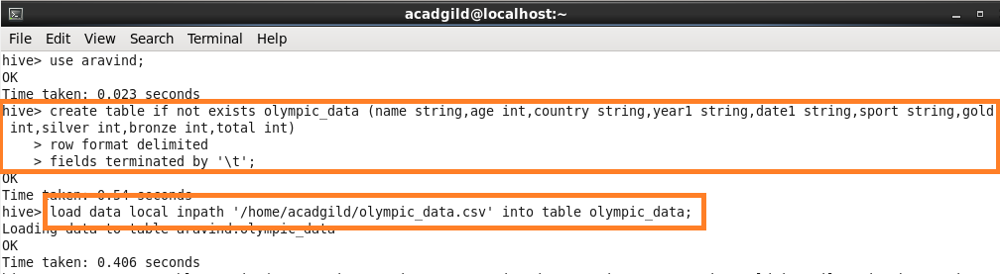 acadgild@localhost:~
File Edit View Search Terminal Help
hive> use aravind;
OK
Time taken: 0.023 seconds
hive> create table if not exists olympic_data (name string,age int,country string,year1 string,date1 string,sport string,gold
int,silver int,bronze int,total int)
> row format delimited
> fields terminated by '\t';
OK
Time taken: 0.54 seconds
hive> load data local inpath '/home/acadgild/olympic_data.csv' into table olympic_data;
Loading data to table aravind.olympic_data
OK
Time taken: 0.406 seconds